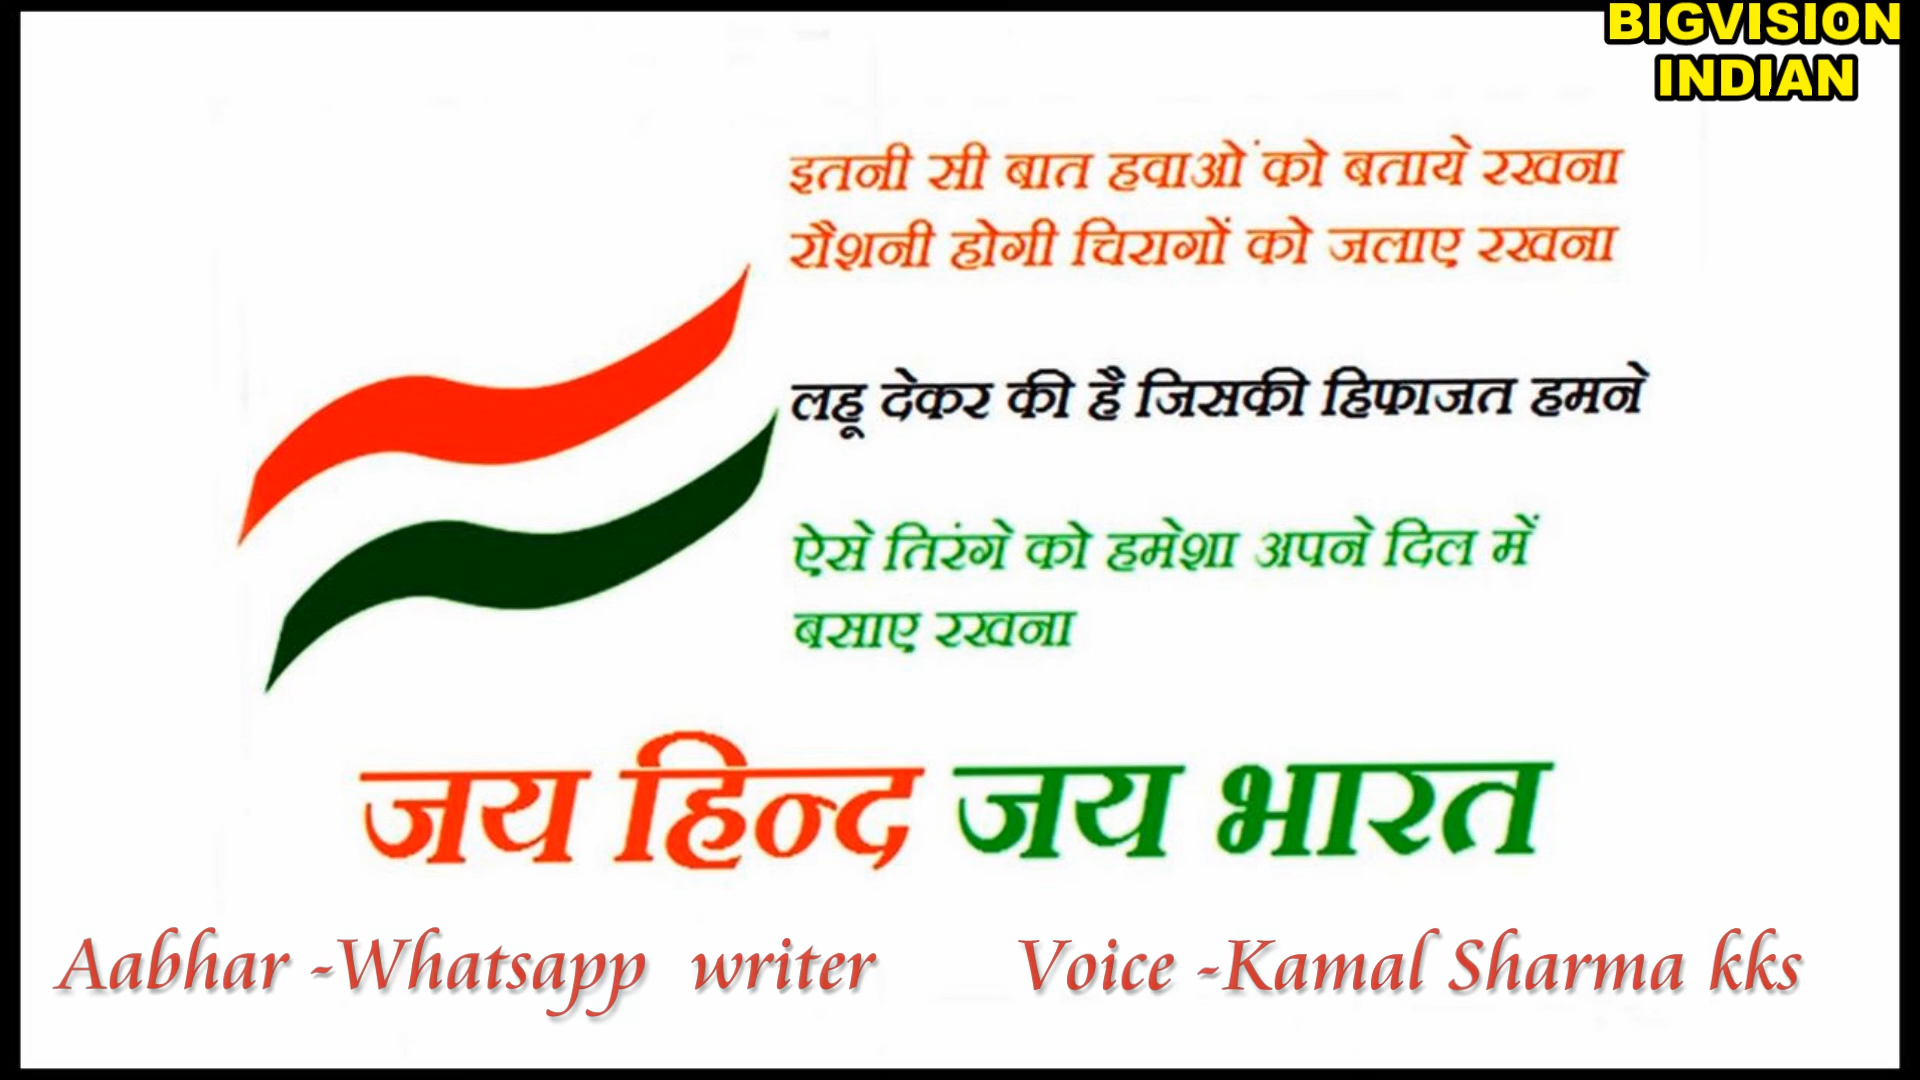 BIGVISION
INDIAN
इतनी सी बात हवाओं को बताये रखना
रौशनी होगी चिरागों को जलाए रखना
लहू देकर की है जिसकी हिफाजत हमने
ऐसे तिरंगे को हमेशा अपने दिल में
बसाए रखना
जय हिन्द जय भारत
Aabhar -Whatsapp writer Voice -Kamal Sharma kks